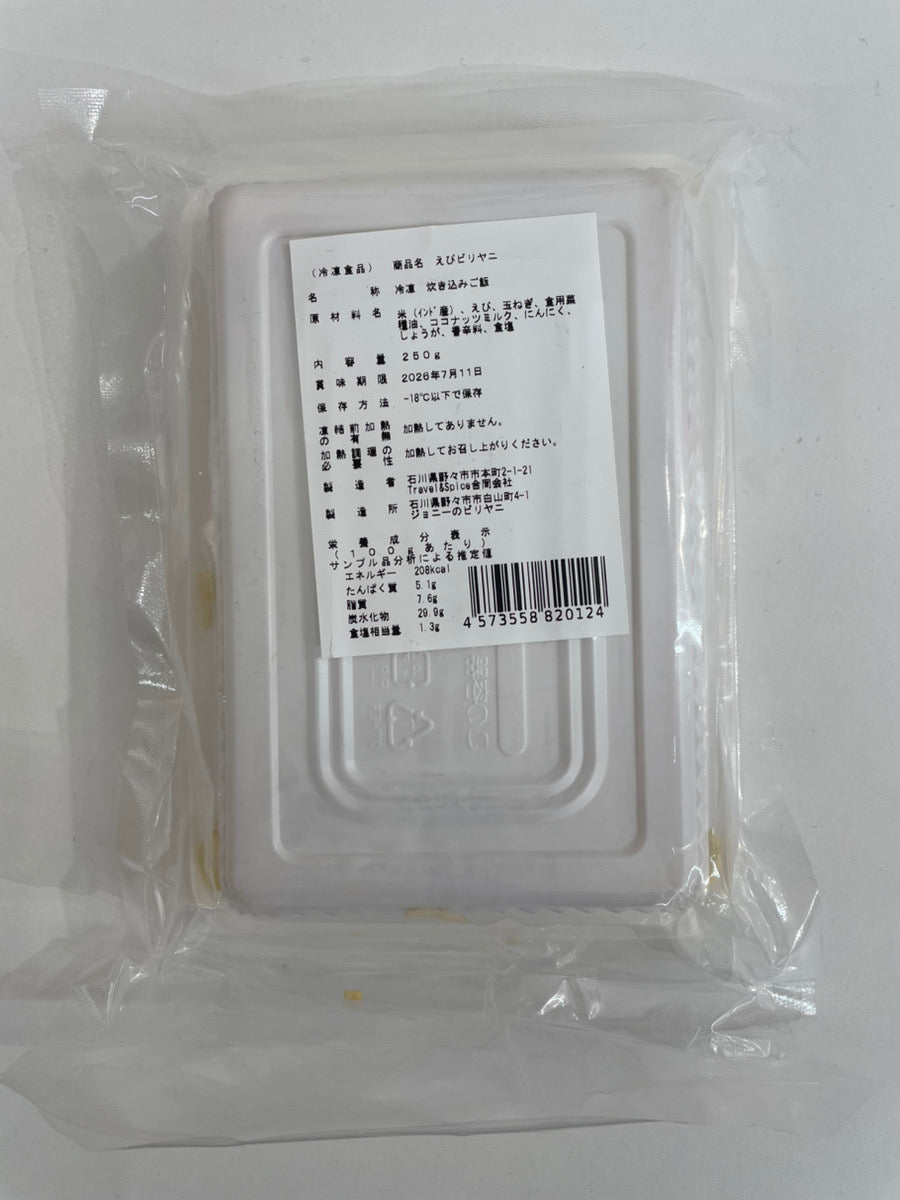 (冷凍食品) 商品名 えびビリヤニ
名称 冷凍 炊き込みご飯
原材料名 米(インド産)、えび、玉ねぎ、食用菜
種油、ココナッツミルク、にんにく、
しょうが、香辛料、食塩
内容量 250g
賞味期限 2026年7月11日
保存方法 -18℃以下で保存
凍結前加熱の有無 加熱してありません。
加熱調理の必要性 加熱してお召し上がりください。
製造者 石川県野々市市本町2-1-21
Travel&Spice合同会社
製造所 石川県野々市市白山町4-1
ジョニーのビリヤニ
栄養成分表示
(100gあたり)
サンプル品分析による推定値
エネルギー 208kcal
たんぱく質 5.1g
脂質 7.6g
炭水化物 29.9g
食塩相当量 1.3g
4 573558 820124